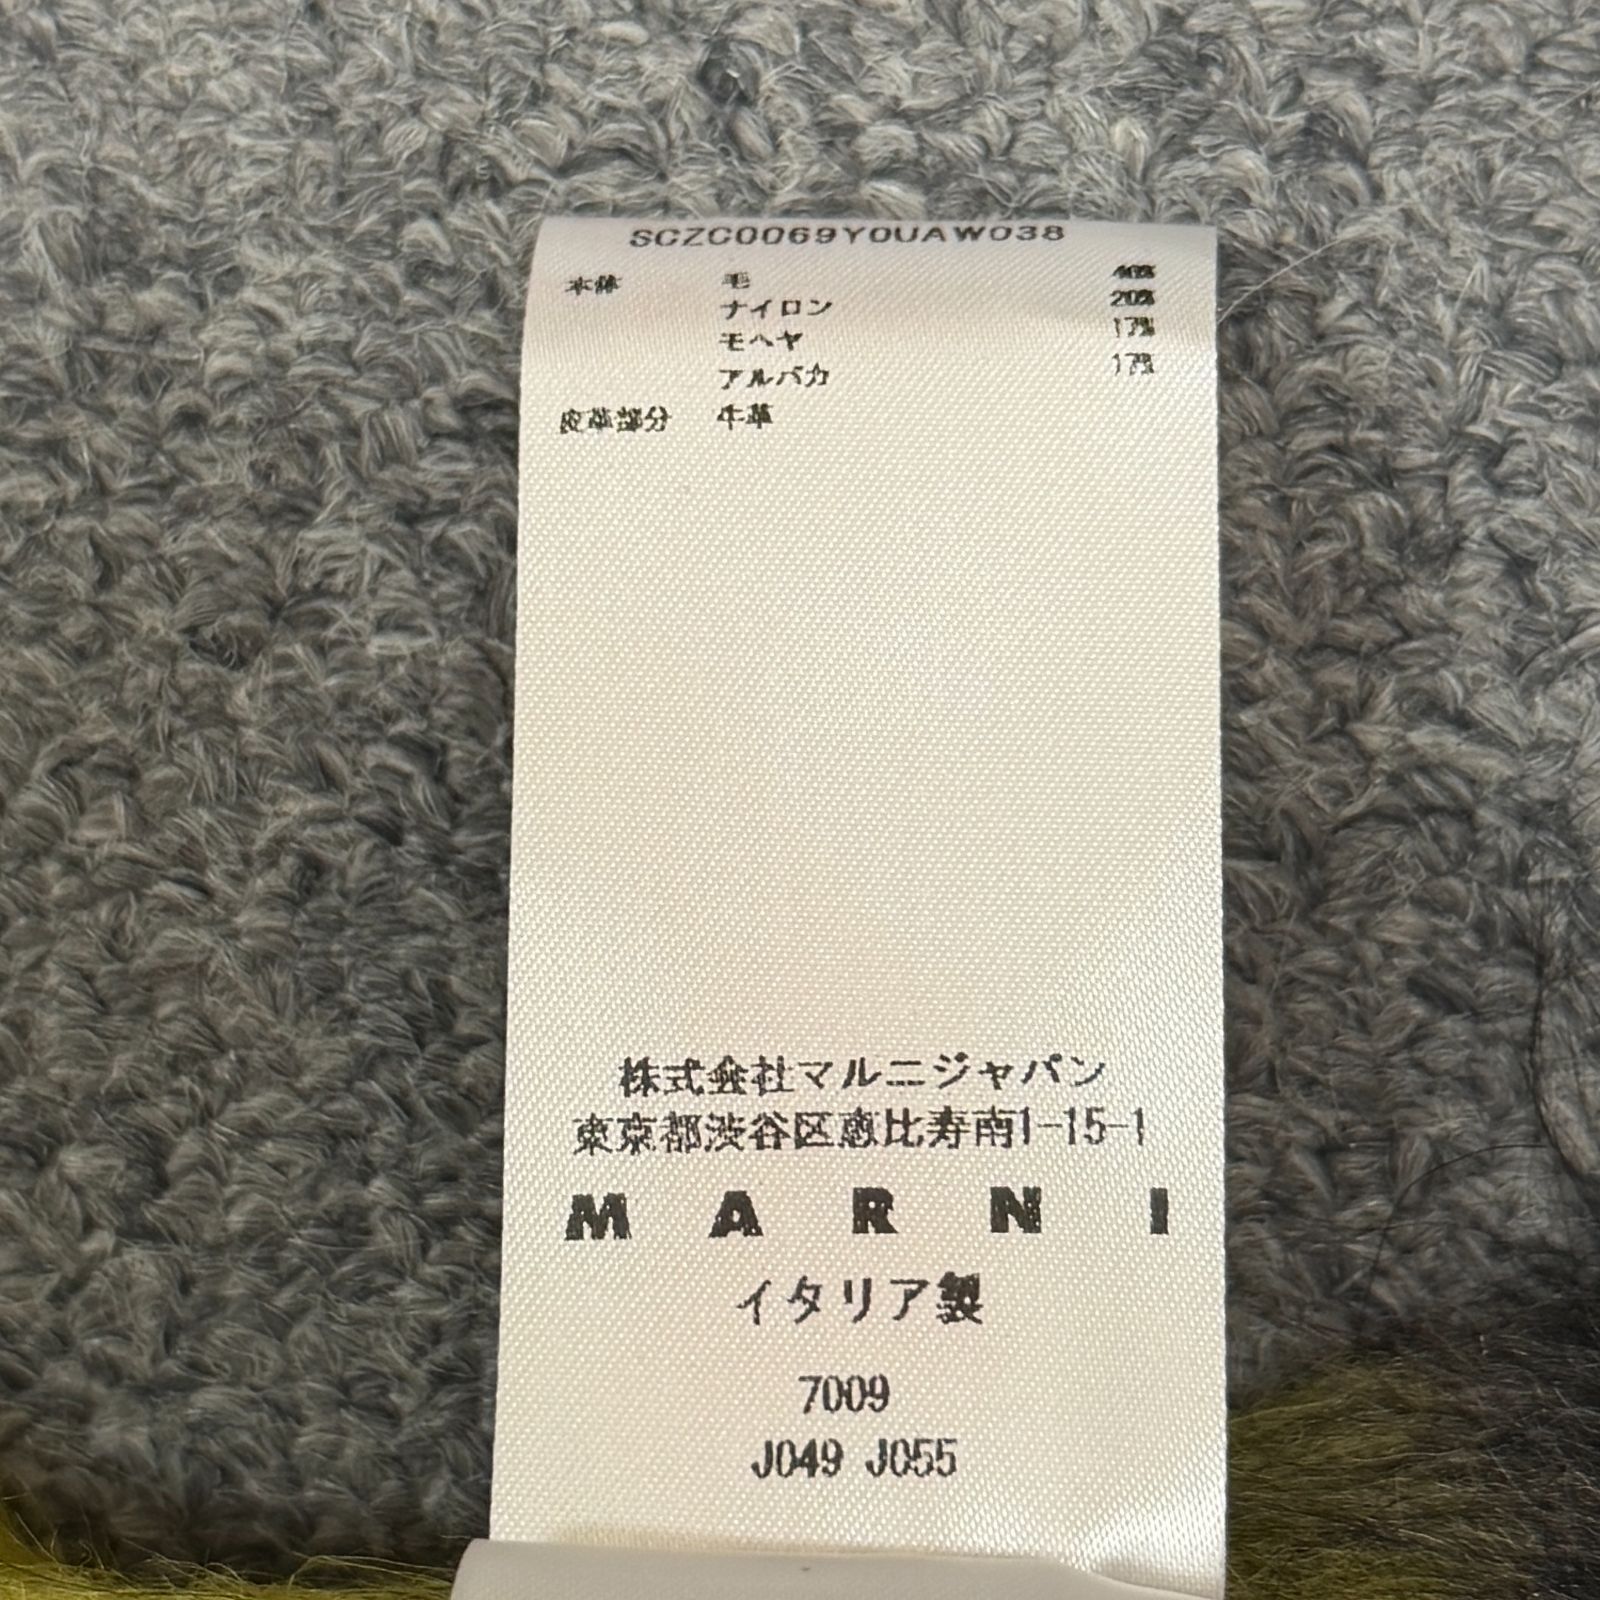 SCZC0069Y0UAW038
本体 毛 46%
ナイロン 20%
モヘヤ 17%
アルパカ 17%
皮革部分 牛革
株式会社マルニジャパン
東京都渋谷区恵比寿南1-15-1
MARNI
イタリア製
7009
J049 J055